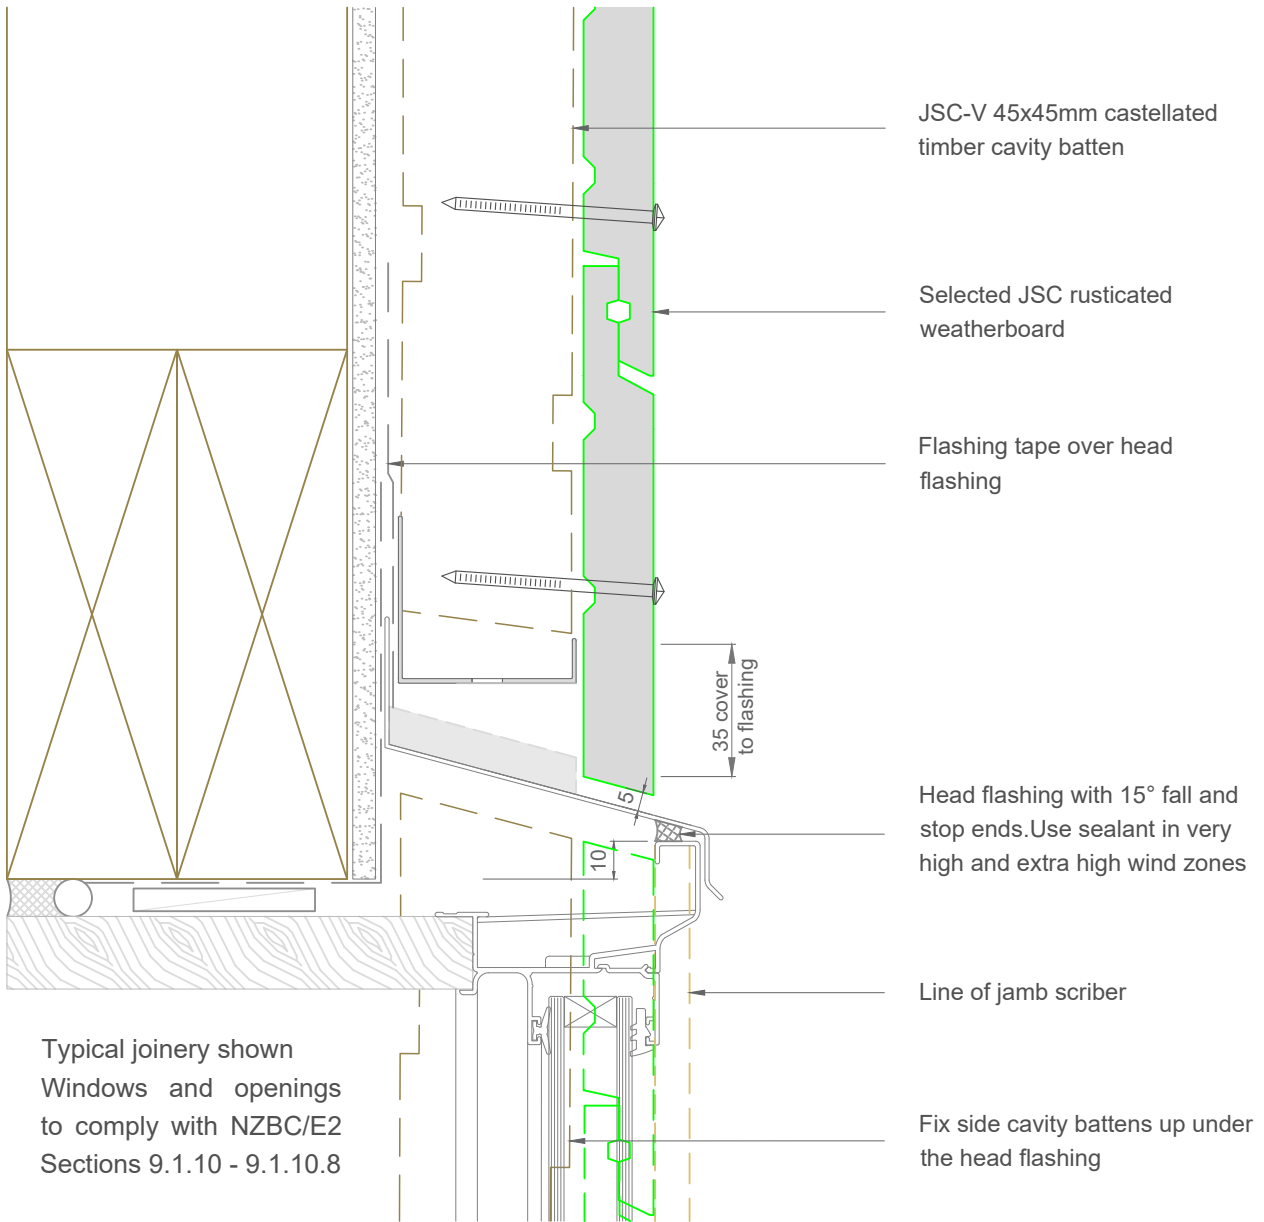 JSC-V 45x45mm castellated
timber cavity batten
Selected JSC rusticated
weatherboard
Flashing tape over head
flashing
35 cover
to flashing
5
10
Head flashing with 15° fall and
stop ends.Use sealant in very
high and extra high wind zones
Line of jamb scriber
Typical joinery shown
Windows and openings
to comply with NZBC/E2
Sections 9.1.10 - 9.1.10.8
Fix side cavity battens up under
the head flashing